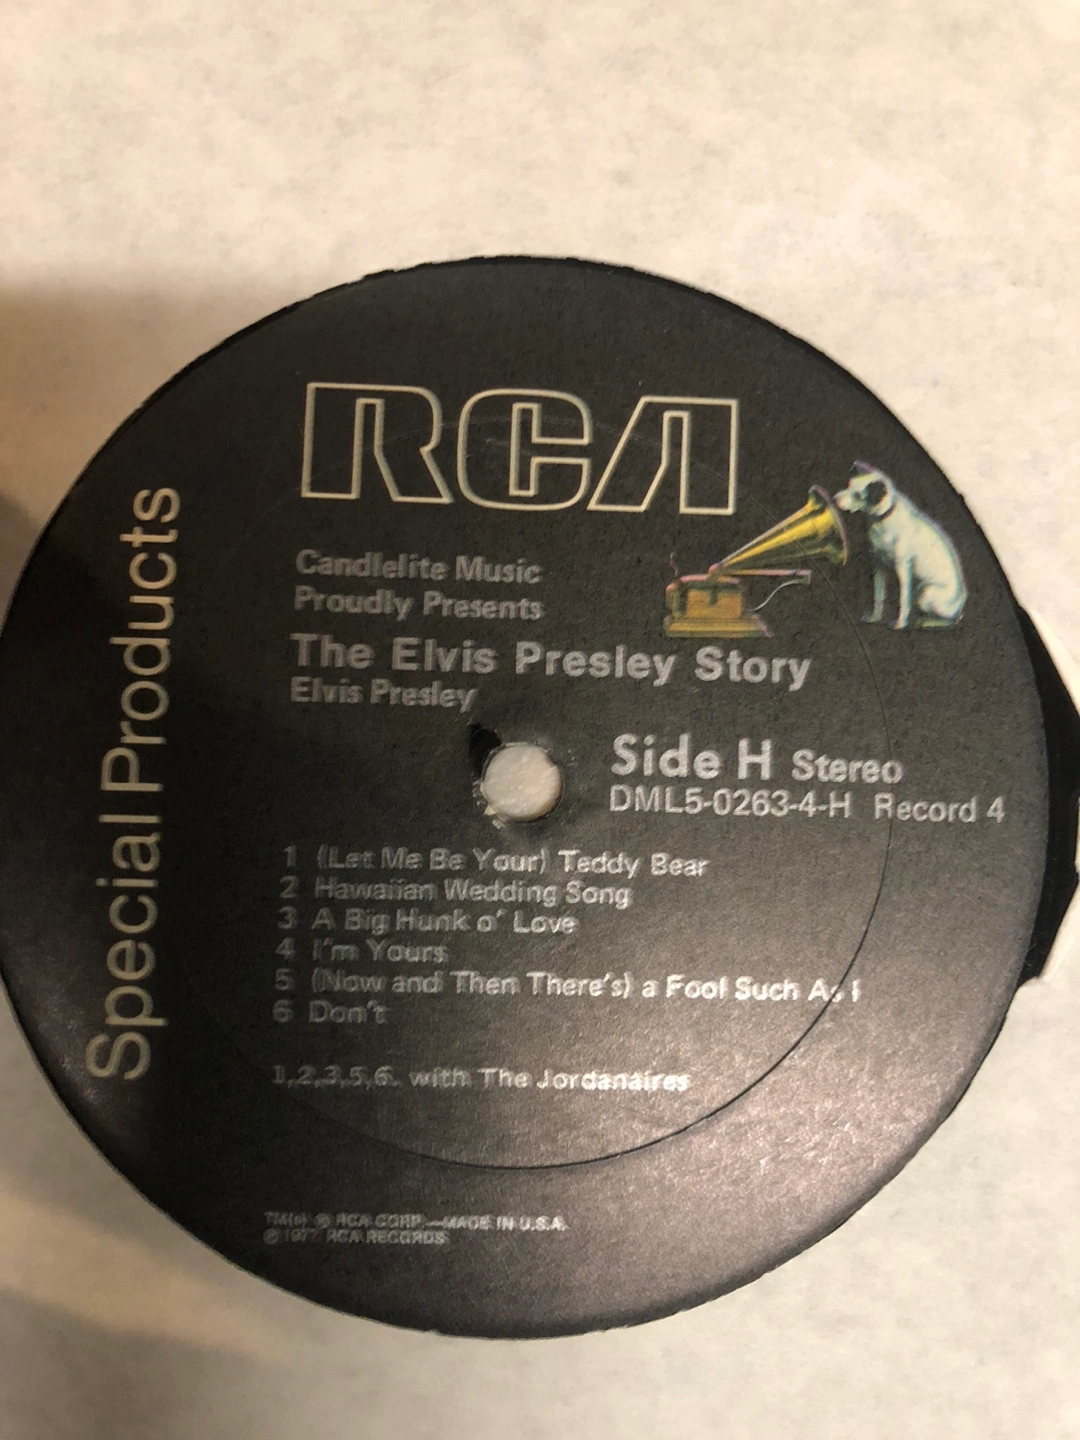 RCA
Special Products
Candlelite Music
Proudly Presents
The Elvis Presley Story
Elvis Presley
Side H Stereo
DML5-0263-4-H Record 4
1 (Let Me Be Your) Teddy Bear
2 Hawaiian Wedding Song
3 A Big Hunk o' Love
4 I'm Yours
5 (Now and Then There's) a Fool Such As I
6 Don't
1,2,3,5,6. with The Jordanaires
TM(s) ® RCA CORP.—MADE IN U.S.A.
℗ 1977 RCA RECORDS